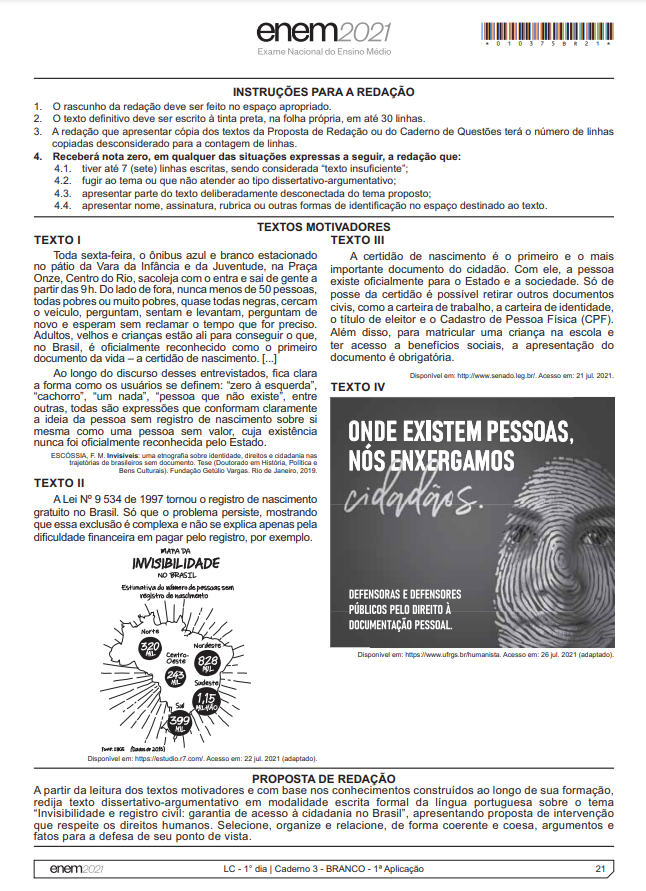 enem2021
Exame Nacional do Ensino Médio
*010375BR21*
INSTRUÇÕES PARA A REDAÇÃO
1. O rascunho da redação deve ser feito no espaço apropriado.
2. O texto definitivo deve ser escrito à tinta preta, na folha própria, em até 30 linhas.
3. A redação que apresentar cópia dos textos da Proposta de Redação ou do Caderno de Questões terá o número de linhas
copiadas desconsiderado para a contagem de linhas.
4. Receberá nota zero, em qualquer das situações expressas a seguir, a redação que:
4.1. tiver até 7 (sete) linhas escritas, sendo considerada “texto insuficiente”;
4.2. fugir ao tema ou que não atender ao tipo dissertativo-argumentativo;
4.3. apresentar parte do texto deliberadamente desconectada do tema proposto;
4.4. apresentar nome, assinatura, rubrica ou outras formas de identificação no espaço destinado ao texto.
TEXTOS MOTIVADORES
TEXTO I
Toda sexta-feira, o ônibus azul e branco estacionado
no pátio da Vara da Infância e da Juventude, na Praça
Onze, Centro do Rio, sacoleja com o entra e sai de gente a
partir das 9h. Do lado de fora, nunca menos de 50 pessoas,
todas pobres ou muito pobres, quase todas negras, cercam
o veículo, perguntam, sentam e levantam, perguntam de
novo e esperam sem reclamar o tempo que for preciso.
Adultos, velhos e crianças estão ali para conseguir o que,
no Brasil, é oficialmente reconhecido como o primeiro
documento da vida – a certidão de nascimento. [...]
Ao longo do discurso desses entrevistados, fica clara
a forma como os usuários se definem: “zero à esquerda”,
“cachorro”, “um nada”, “pessoa que não existe”, entre
outras, todas são expressões que conformam claramente
a ideia da pessoa sem registro de nascimento sobre si
mesma como uma pessoa sem valor, cuja existência
nunca foi oficialmente reconhecida pelo Estado.
ESCÓSSIA, F. M. Invisíveis: uma etnografia sobre identidade, direitos e cidadania nas
trajetórias de brasileiros sem documento. Tese (Doutorado em História, Política e
Bens Culturais). Fundação Getúlio Vargas. Rio de Janeiro, 2019.
TEXTO II
A Lei Nº 9 534 de 1997 tornou o registro de nascimento
gratuito no Brasil. Só que o problema persiste, mostrando
que essa exclusão é complexa e não se explica apenas pela
dificuldade financeira em pagar pelo registro, por exemplo.
MAPA DA
INVISIBILIDADE
NO BRASIL
Estimativa do número de pessoas sem
registro de nascimento
Norte
320
MIL
Nordeste
828
MIL
Centro-
Oeste
243
MIL
Sudeste
1,15
MILHÃO
Sul
399
MIL
Fonte: IBGE (Dados de 2015)
Disponível em: https://estudio.r7.com/. Acesso em: 22 jul. 2021 (adaptado).
TEXTO III
A certidão de nascimento é o primeiro e o mais
importante documento do cidadão. Com ele, a pessoa
existe oficialmente para o Estado e a sociedade. Só de
posse da certidão é possível retirar outros documentos
civis, como a carteira de trabalho, a carteira de identidade,
o título de eleitor e o Cadastro de Pessoa Física (CPF).
Além disso, para matricular uma criança na escola e
ter acesso a benefícios sociais, a apresentação do
documento é obrigatória.
Disponível em: http://www.senado.leg.br/. Acesso em: 21 jul. 2021.
TEXTO IV
ONDE EXISTEM PESSOAS,
NÓS ENXERGAMOS
cidadãos.
DEFENSORAS E DEFENSORES
PÚBLICOS PELO DIREITO À
DOCUMENTAÇÃO PESSOAL.
Disponível em: https://www.ufrgs.br/humanista. Acesso em: 26 jul. 2021 (adaptado).
PROPOSTA DE REDAÇÃO
A partir da leitura dos textos motivadores e com base nos conhecimentos construídos ao longo de sua formação,
redija texto dissertativo-argumentativo em modalidade escrita formal da língua portuguesa sobre o tema
“Invisibilidade e registro civil: garantia de acesso à cidadania no Brasil”, apresentando proposta de intervenção
que respeite os direitos humanos. Selecione, organize e relacione, de forma coerente e coesa, argumentos e
fatos para a defesa de seu ponto de vista.
enem2021
LC - 1° dia | Caderno 3 - BRANCO - 1ª Aplicação
21